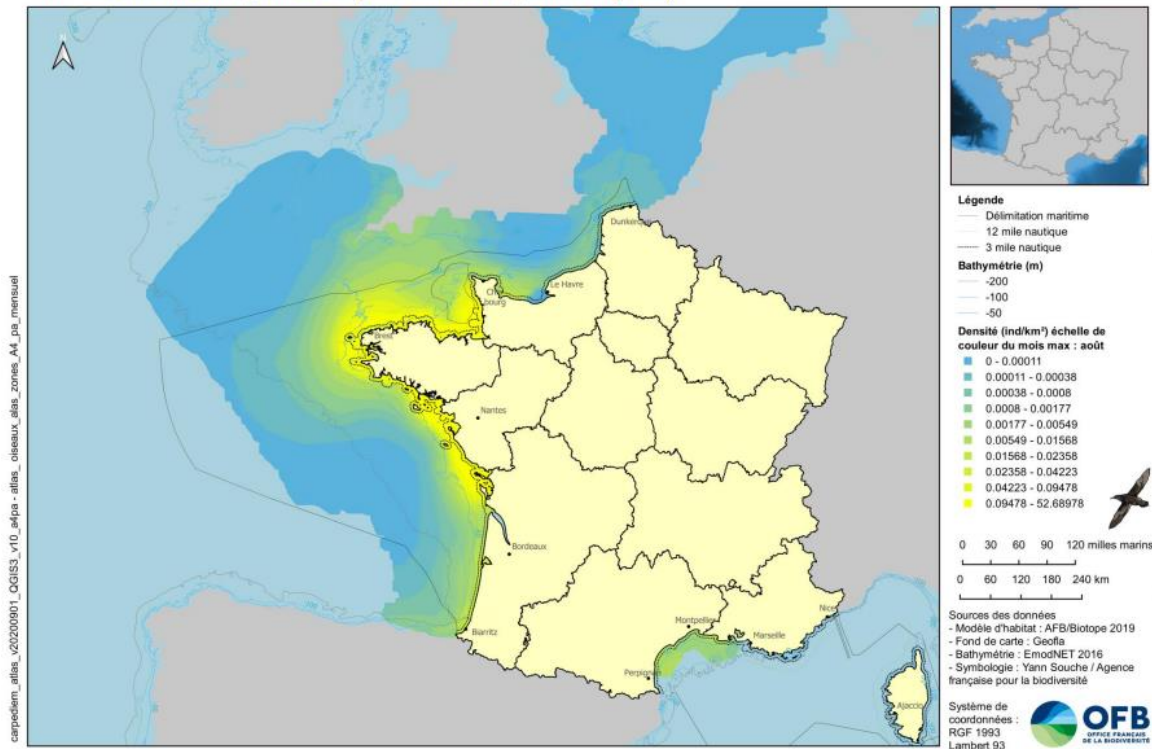 N
Dunkerque
Le Havre
Brest
Nantes
Bordeaux
Biarritz
Montpellier
Marseille
Nice
Perpignan
Ajaccio
carpediem_atlas_v20200901_QGIS3_v10_a4pa - atlas_ oiseaux_alas_zones_A4_pa_mensuel
Légende
Délimitation maritime
12 mile nautique
3 mile nautique
Bathymétrie (m)
-200
-100
-50
Densité (ind/km²) échelle de
couleur du mois max : août
0 - 0.00011
0.00011 - 0.00038
0.00038 - 0.0008
0.0008 - 0.00177
0.00177 - 0.00549
0.00549 - 0.01568
0.01568 - 0.02358
0.02358 - 0.04223
0.04223 - 0.09478
0.09478 - 52.68978
0 30 60 90 120 milles marins
0 60 120 180 240 km
Sources des données
- Modèle d'habitat : AFB/Biotope 2019
- Fond de carte : Geofla
- Bathymétrie : EmodNET 2016
- Symbologie : Yann Souche / Agence
française pour la biodiversité
Système de
coordonnées :
RGF 1993
Lambert 93
OFB
OFFICE FRANÇAIS
DE LA BIODIVERSITÉ